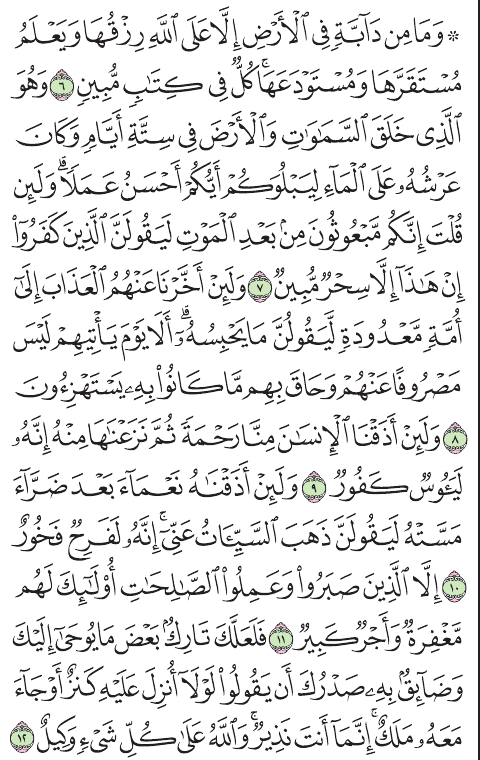 ۞ وَمَا مِن دَآبَّةٍ فِي ٱلۡأَرۡضِ إِلَّا عَلَى ٱللَّهِ رِزۡقُهَا وَيَعۡلَمُ
مُسۡتَقَرَّهَا وَمُسۡتَوۡدَعَهَاۚ كُلّٞ فِي كِتَٰبٖ مُّبِينٖ ٦ وَهُوَ
ٱلَّذِي خَلَقَ ٱلسَّمَٰوَٰتِ وَٱلۡأَرۡضَ فِي سِتَّةِ أَيَّامٖ وَكَانَ
عَرۡشُهُۥ عَلَى ٱلۡمَآءِ لِيَبۡلُوَكُمۡ أَيُّكُمۡ أَحۡسَنُ عَمَلٗاۗ وَلَئِن
قُلۡتَ إِنَّكُم مَّبۡعُوثُونَ مِنۢ بَعۡدِ ٱلۡمَوۡتِ لَيَقُولَنَّ ٱلَّذِينَ كَفَرُوٓاْ
إِنۡ هَٰذَآ إِلَّا سِحۡرٞ مُّبِينٞ ٧ وَلَئِنۡ أَخَّرۡنَا عَنۡهُمُ ٱلۡعَذَابَ إِلَىٰٓ
أُمَّةٖ مَّعۡدُودَةٖ لَّيَقُولُنَّ مَا يَحۡبِسُهُۥٓۗ أَلَا يَوۡمَ يَأۡتِيهِمۡ لَيۡسَ
مَصۡرُوفًا عَنۡهُمۡ وَحَاقَ بِهِم مَّا كَانُواْ بِهِۦ يَسۡتَهۡزِءُونَ
٨ وَلَئِنۡ أَذَقۡنَا ٱلۡإِنسَٰنَ مِنَّا رَحۡمَةٗ ثُمَّ نَزَعۡنَٰهَا مِنۡهُ إِنَّهُۥ
لَيَـُٔوسٞ كَفُورٞ ٩ وَلَئِنۡ أَذَقۡنَٰهُ نَعۡمَآءَ بَعۡدَ ضَرَّآءَ
مَسَّتۡهُ لَيَقُولَنَّ ذَهَبَ ٱلسَّيِّـَٔاتُ عَنِّيٓۚ إِنَّهُۥ لَفَرِحٞ فَخُورٌ
١٠ إِلَّا ٱلَّذِينَ صَبَرُواْ وَعَمِلُواْ ٱلصَّٰلِحَٰتِ أُوْلَٰٓئِكَ لَهُم
مَّغۡفِرَةٞ وَأَجۡرٞ كَبِيرٞ ١١ فَلَعَلَّكَ تَارِكُۢ بَعۡضَ مَا يُوحَىٰٓ إِلَيۡكَ
وَضَآئِقُۢ بِهِۦ صَدۡرُكَ أَن يَقُولُواْ لَوۡلَآ أُنزِلَ عَلَيۡهِ كَنزٌ أَوۡ جَآءَ
مَعَهُۥ مَلَكٌۚ إِنَّمَآ أَنتَ نَذِيرٞۚ وَٱللَّهُ عَلَىٰ كُلِّ شَيۡءٖ وَكِيلٌ ١٢